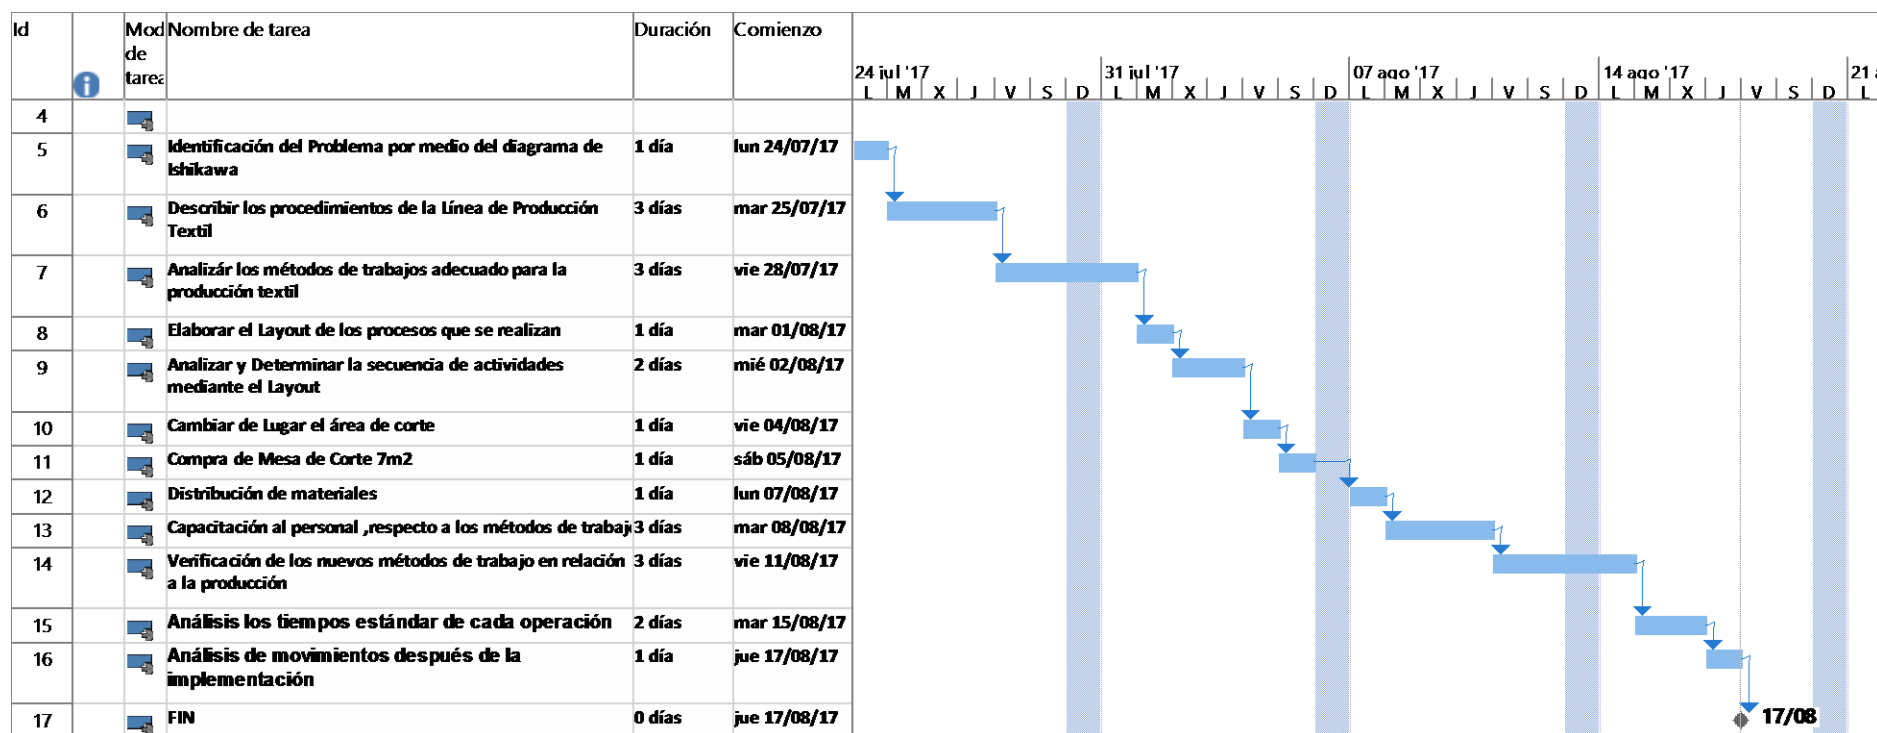 Id Mod Nombre de tarea Duración Comienzo
de
tarea
24 jul '17 31 jul '17 07 ago '17 14 ago '17 21 a
L M X J V S D L M X J V S D L M X J V S D L M X J V S D L
4
5 Identificación del Problema por medio del diagrama de 1 día lun 24/07/17
Ishikawa
6 Describir los procedimientos de la Línea de Producción 3 días mar 25/07/17
Textil
7 Analizár los métodos de trabajos adecuado para la 3 días vie 28/07/17
producción textil
8 Elaborar el Layout de los procesos que se realizan 1 día mar 01/08/17
9 Analizar y Determinar la secuencia de actividades 2 días mié 02/08/17
mediante el Layout
10 Cambiar de Lugar el área de corte 1 día vie 04/08/17
11 Compra de Mesa de Corte 7m2 1 día sáb 05/08/17
12 Distribución de materiales 1 día lun 07/08/17
13 Capacitación al personal ,respecto a los métodos de trabajo 3 días mar 08/08/17
14 Verificación de los nuevos métodos de trabajo en relación 3 días vie 11/08/17
a la producción
15 Análisis los tiempos estándar de cada operación 2 días mar 15/08/17
16 Análisis de movimientos después de la 1 día jue 17/08/17
implementación
17 FIN 0 días jue 17/08/17 17/08